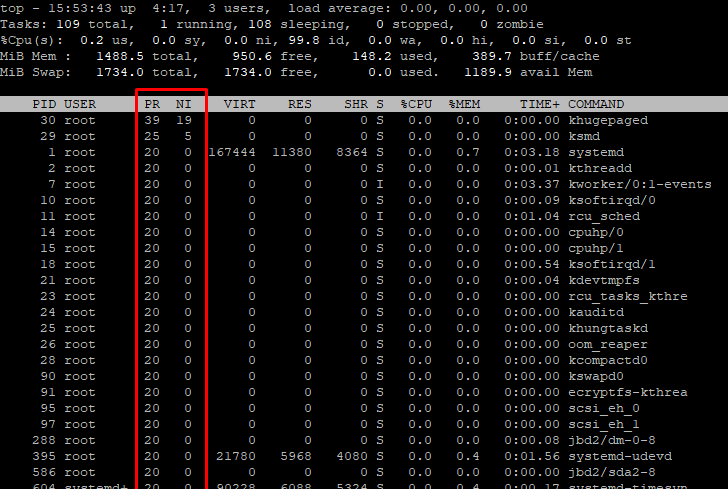 top - 15:53:43 up  4:17,  3 users,  load average: 0.00, 0.00, 0.00
Tasks: 109 total,   1 running, 108 sleeping,   0 stopped,   0 zombie
%Cpu(s):  0.2 us,  0.0 sy,  0.0 ni, 99.8 id,  0.0 wa,  0.0 hi,  0.0 si,  0.0 st
MiB Mem :   1488.5 total,    950.6 free,    148.2 used,    389.7 buff/cache
MiB Swap:   1734.0 total,   1734.0 free,      0.0 used.   1189.9 avail Mem
PID USER      PR  NI    VIRT    RES    SHR S  %CPU  %MEM     TIME+ COMMAND
30 root      39  19       0      0      0 S   0.0   0.0   0:00.00 khugepaged
29 root      25   5       0      0      0 S   0.0   0.0   0:00.00 ksmd
1 root      20   0  167444  11380   8364 S   0.0   0.7   0:03.18 systemd
2 root      20   0       0      0      0 S   0.0   0.0   0:00.01 kthreadd
7 root      20   0       0      0      0 I   0.0   0.0   0:03.37 kworker/0:1-events
10 root      20   0       0      0      0 S   0.0   0.0   0:00.09 ksoftirqd/0
11 root      20   0       0      0      0 I   0.0   0.0   0:01.04 rcu_sched
14 root      20   0       0      0      0 S   0.0   0.0   0:00.00 cpuhp/0
15 root      20   0       0      0      0 S   0.0   0.0   0:00.00 cpuhp/1
18 root      20   0       0      0      0 S   0.0   0.0   0:00.54 ksoftirqd/1
21 root      20   0       0      0      0 S   0.0   0.0   0:00.04 kdevtmpfs
23 root      20   0       0      0      0 S   0.0   0.0   0:00.00 rcu_tasks_kthre
24 root      20   0       0      0      0 S   0.0   0.0   0:00.00 kauditd
25 root      20   0       0      0      0 S   0.0   0.0   0:00.00 khungtaskd
26 root      20   0       0      0      0 S   0.0   0.0   0:00.00 oom_reaper
28 root      20   0       0      0      0 S   0.0   0.0   0:00.00 kcompactd0
90 root      20   0       0      0      0 S   0.0   0.0   0:00.00 kswapd0
91 root      20   0       0      0      0 S   0.0   0.0   0:00.00 ecryptfs-kthrea
95 root      20   0       0      0      0 S   0.0   0.0   0:00.00 scsi_eh_0
97 root      20   0       0      0      0 S   0.0   0.0   0:00.00 scsi_eh_1
288 root      20   0       0      0      0 S   0.0   0.0   0:00.08 jbd2/dm-0-8
395 root      20   0   21780   5968   4080 S   0.0   0.4   0:01.56 systemd-udevd
586 root      20   0       0      0      0 S   0.0   0.0   0:00.00 jbd2/sda2-8
604 systemd+  20   0   90228   6088   5324 S   0.0   0.4   0:00.17 systemd-timesyn